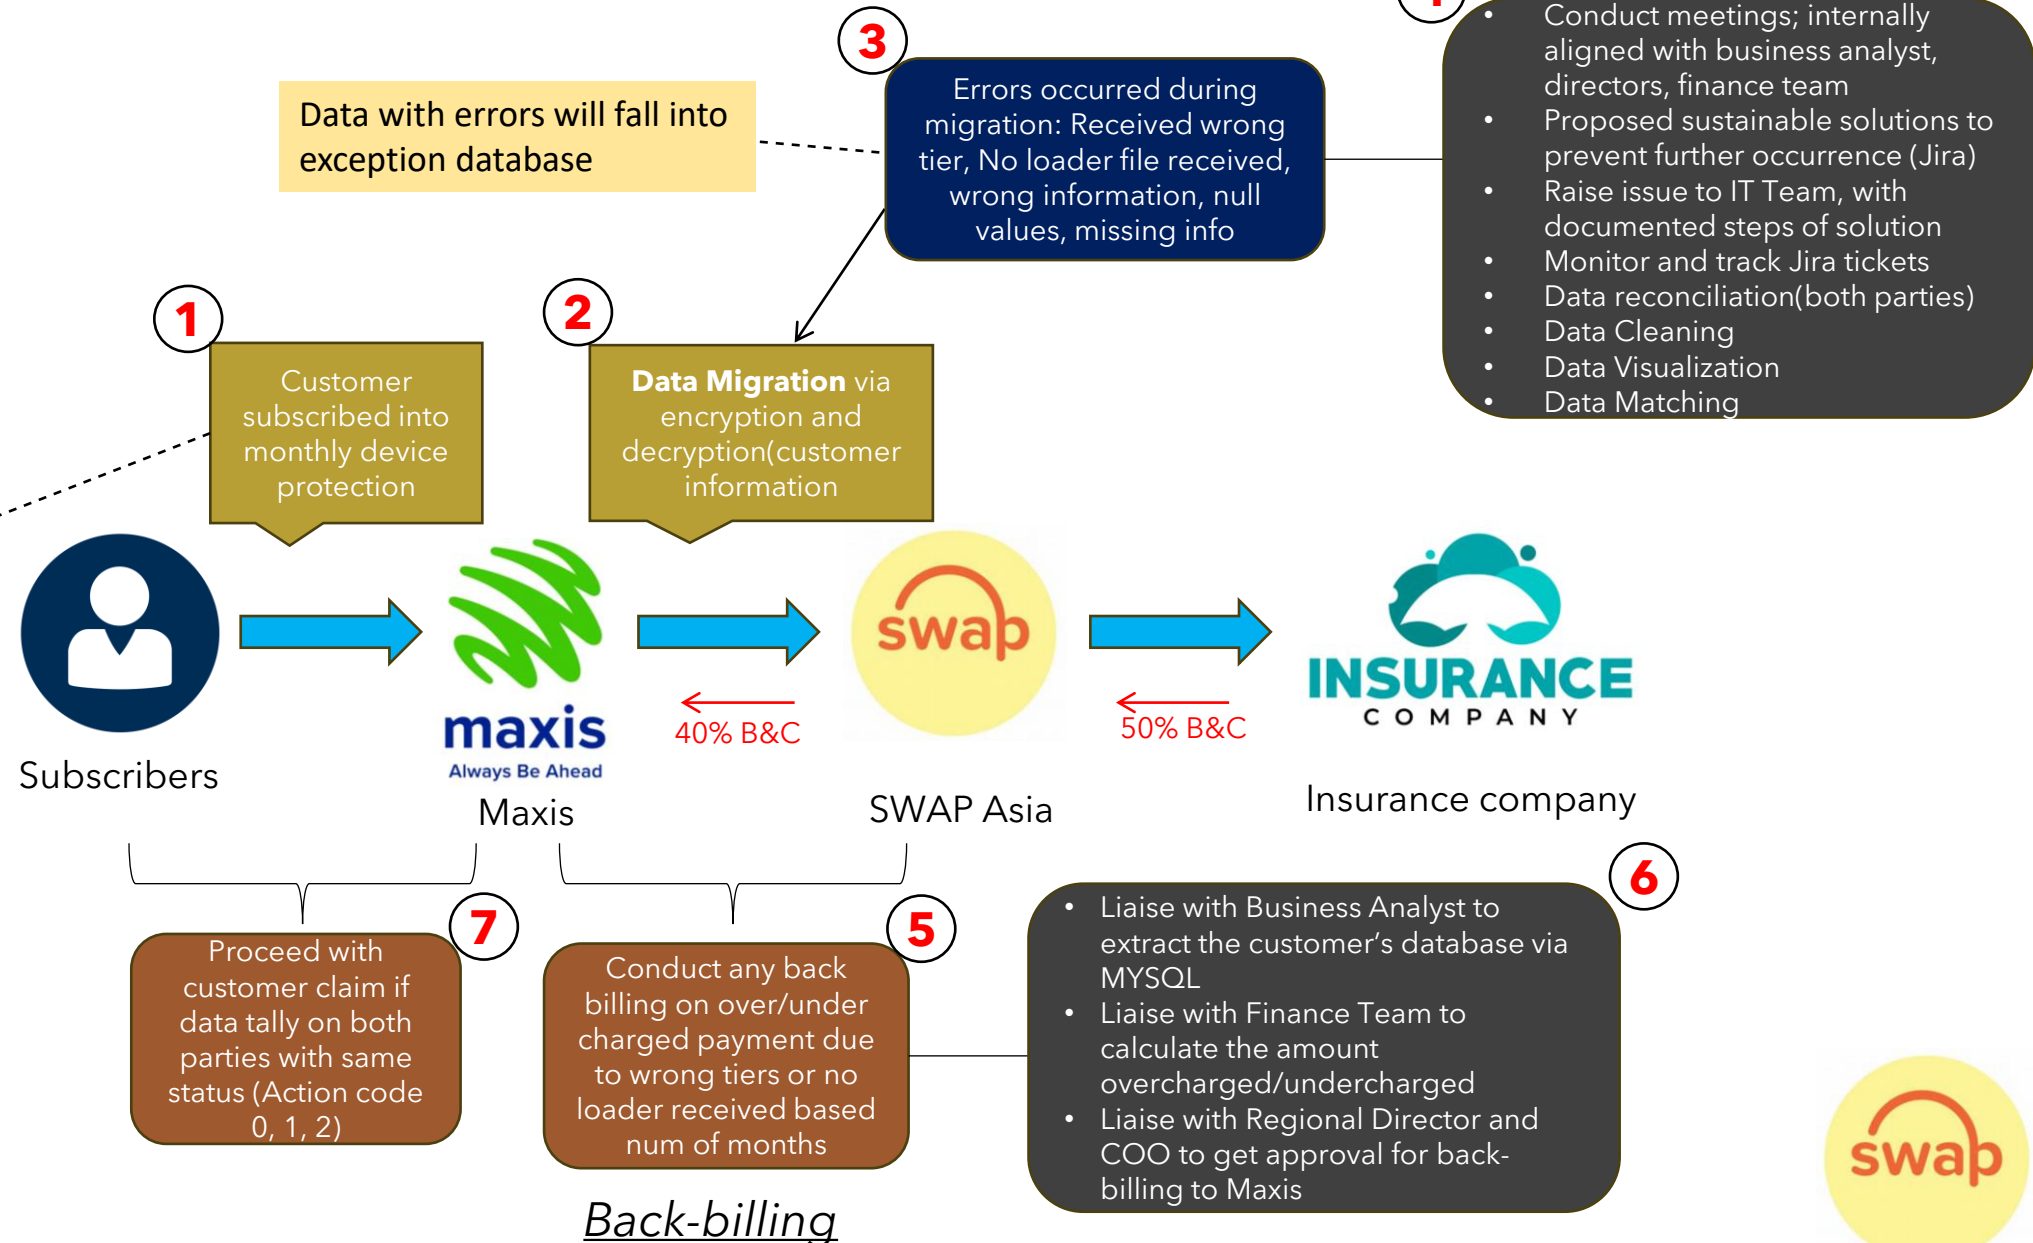 3
4
Data with errors will fall into
exception database
Errors occurred during
migration: Received wrong
tier, No loader file received,
wrong information, null
values, missing info
• Conduct meetings; internally
aligned with business analyst,
directors, finance team
• Proposed sustainable solutions to
prevent further occurrence (Jira)
• Raise issue to IT Team, with
documented steps of solution
• Monitor and track Jira tickets
• Data reconciliation(both parties)
• Data Cleaning
• Data Visualization
• Data Matching
1
Customer
subscribed into
monthly device
protection
2
Data Migration via
encryption and
decryption(customer
information
maxis
Always Be Ahead
swap
INSURANCE
COMPANY
40% B&C
50% B&C
Subscribers
Maxis
SWAP Asia
Insurance company
7
Proceed with
customer claim if
data tally on both
parties with same
status (Action code
0, 1, 2)
5
Conduct any back
billing on over/under
charged payment due
to wrong tiers or no
loader received based
num of months
Back-billing
6
• Liaise with Business Analyst to
extract the customer’s database via
MYSQL
• Liaise with Finance Team to
calculate the amount
overcharged/undercharged
• Liaise with Regional Director and
COO to get approval for back-
billing to Maxis
swap